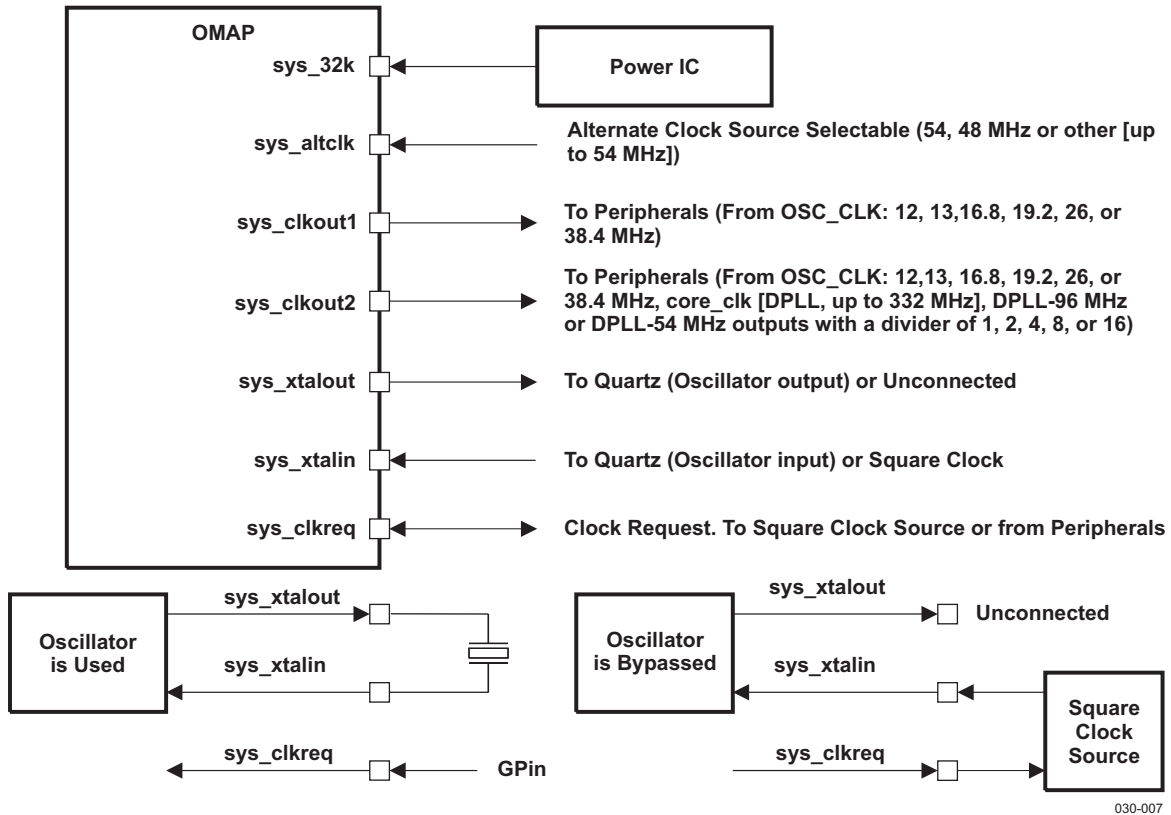 OMAP
sys_32k
Power IC
sys_altclk
Alternate Clock Source Selectable (54, 48 MHz or other [up
to 54 MHz])
sys_clkout1
To Peripherals (From OSC_CLK: 12, 13,16.8, 19.2, 26, or
38.4 MHz)
sys_clkout2
To Peripherals (From OSC_CLK: 12,13, 16.8, 19.2, 26, or
38.4 MHz, core_clk [DPLL, up to 332 MHz], DPLL-96 MHz
or DPLL-54 MHz outputs with a divider of 1, 2, 4, 8, or 16)
sys_xtalout
To Quartz (Oscillator output) or Unconnected
sys_xtalin
To Quartz (Oscillator input) or Square Clock
sys_clkreq
Clock Request. To Square Clock Source or from Peripherals
Oscillator
is Used
sys_xtalout
sys_xtalin
sys_clkreq
GPin
Oscillator
is Bypassed
sys_xtalout
Unconnected
sys_xtalin
Square
Clock
Source
sys_clkreq
030-007